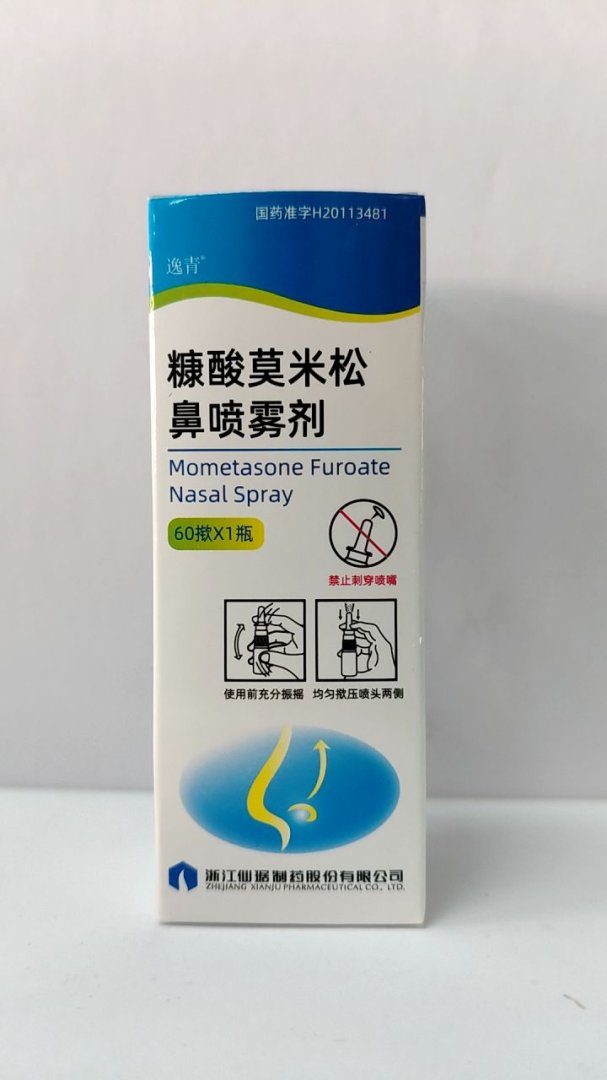 国药准字H20113481
逸青®
糠酸莫米松
鼻喷雾剂
Mometasone Furoate
Nasal Spray
60揿X1瓶
禁止刺穿喷嘴
使用前充分振摇 均匀揿压喷头两侧
浙江仙琚制药股份有限公司
ZHEJIANG XIANJU PHARMACEUTICAL CO., LTD.